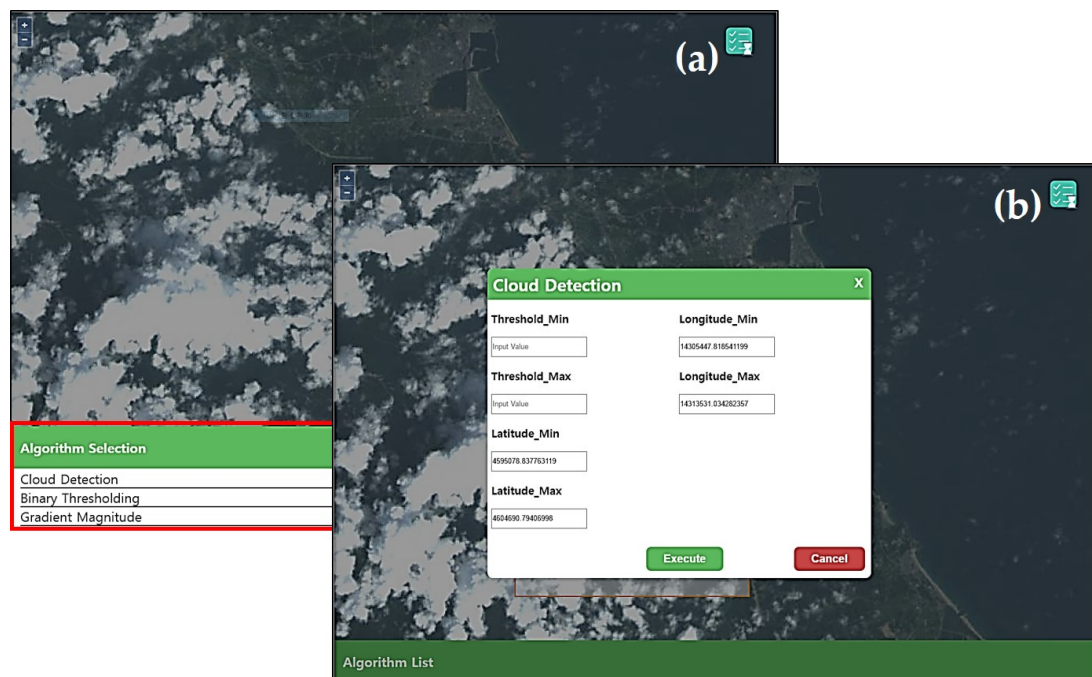 +
−
(a)
Algorithm Selection
Cloud Detection
Binary Thresholding
Gradient Magnitude
+
−
(b)
Cloud Detection X
Threshold_Min Longitude_Min
Input Value 14305447.818541199
Threshold_Max Longitude_Max
Input Value 14313531.034282357
Latitude_Min
4595078.837763119
Latitude_Max
4604690.79406998
Execute Cancel
Algorithm List